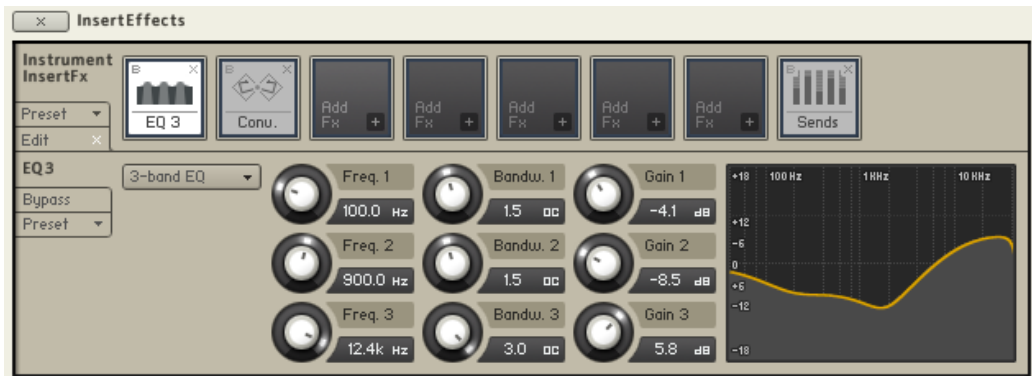 × InsertEffects
Instrument
InsertFx
Preset
Edit ×
B × EQ 3
B × Conv.
Add Fx +
Add Fx +
Add Fx +
Add Fx +
Add Fx +
B × Sends
EQ3
Bypass
Preset
3-band EQ
Freq. 1 Bandw. 1 Gain 1
100.0 Hz 1.5 OC -4.1 dB
Freq. 2 Bandw. 2 Gain 2
900.0 Hz 1.5 OC -8.5 dB
Freq. 3 Bandw. 3 Gain 3
12.4k Hz 3.0 OC 5.8 dB
+18 100 Hz 1 KHz 10 KHz
+12
-6
0
+6
-12
-18